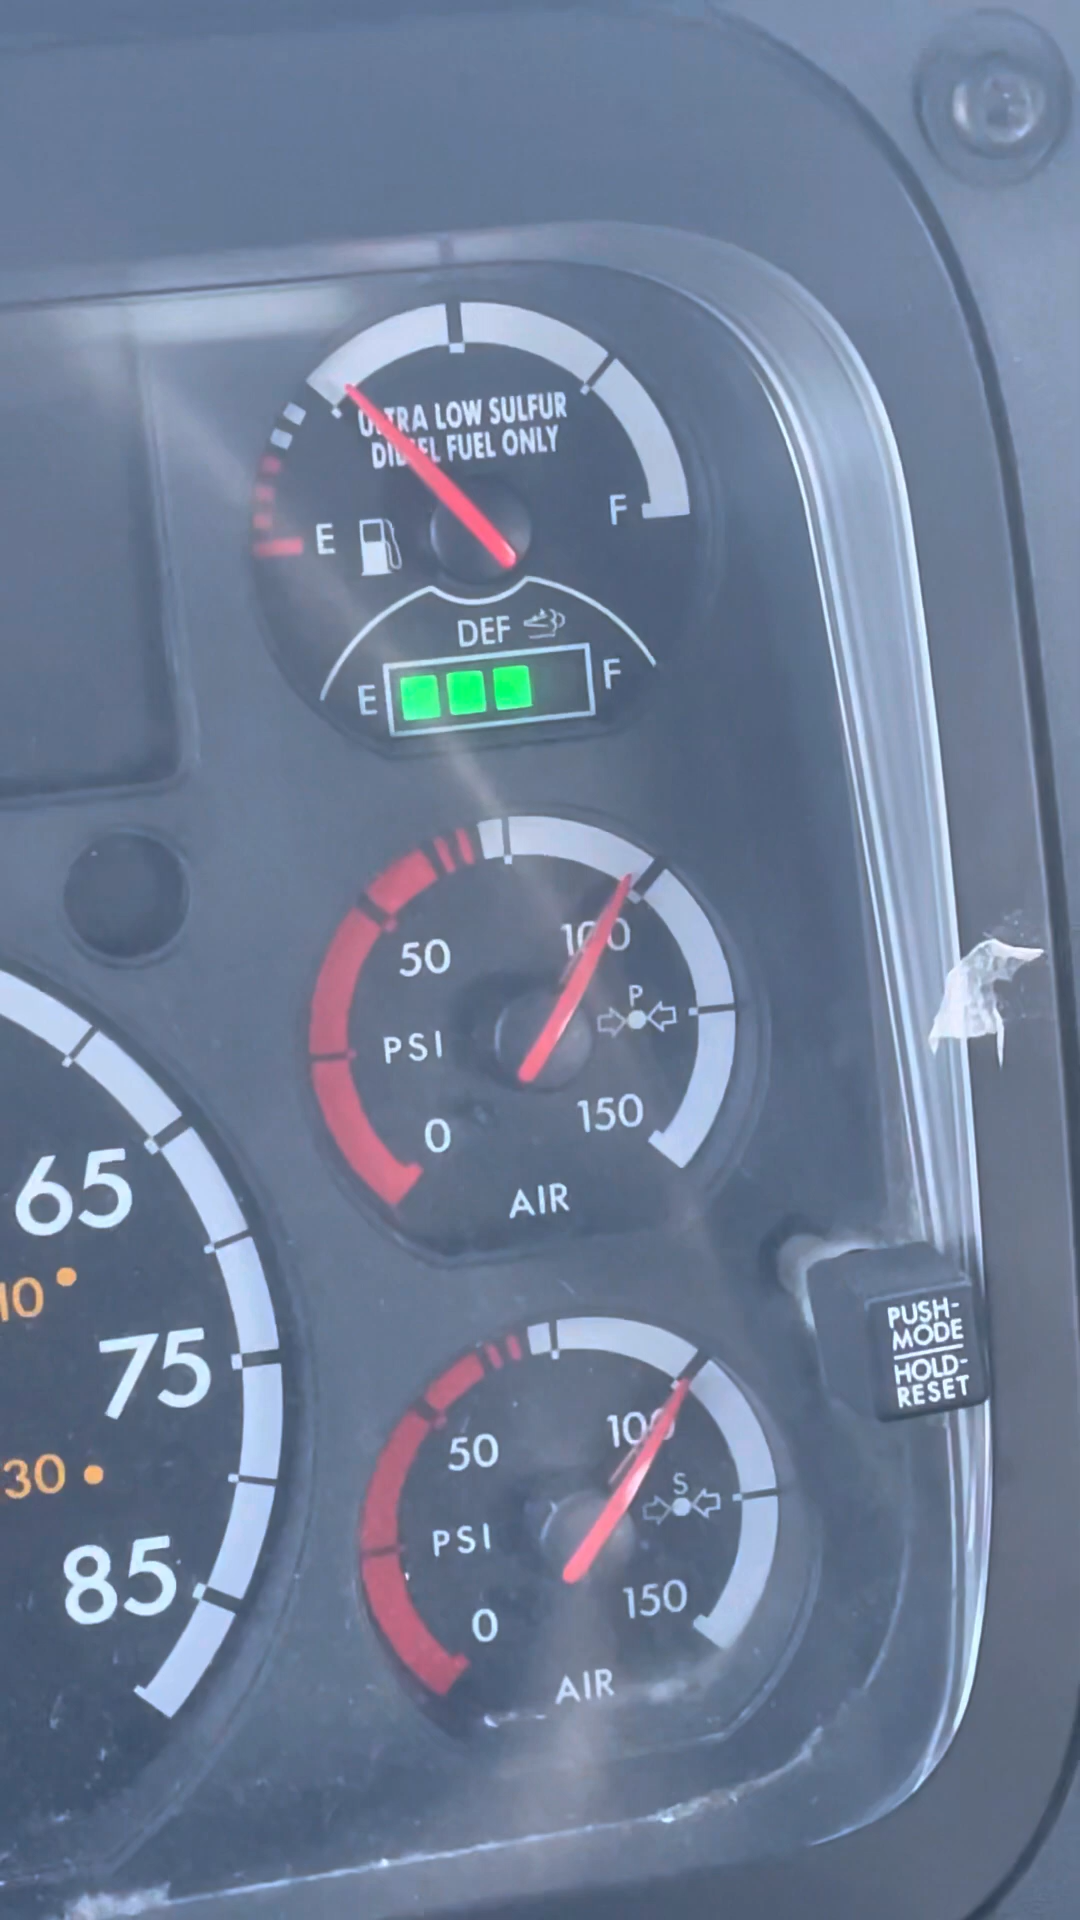 ULTRA LOW SULFUR
DIESEL FUEL ONLY
E F
DEF
E F
50 100
P
PSI
0 150
AIR
65
10
75
30
85
PUSH-
MODE
HOLD-
RESET
50 100
S
PSI
0 150
AIR